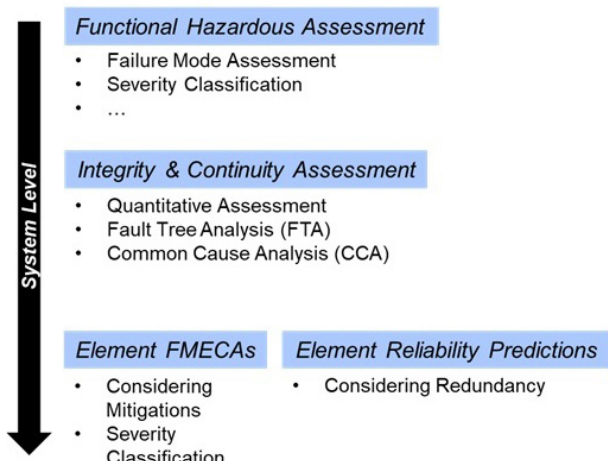 Functional Hazardous Assessment
• Failure Mode Assessment
• Severity Classification
• ...
System Level
Integrity & Continuity Assessment
• Quantitative Assessment
• Fault Tree Analysis (FTA)
• Common Cause Analysis (CCA)
Element FMECAs
• Considering
Mitigations
• Severity
Classification
Element Reliability Predictions
• Considering Redundancy